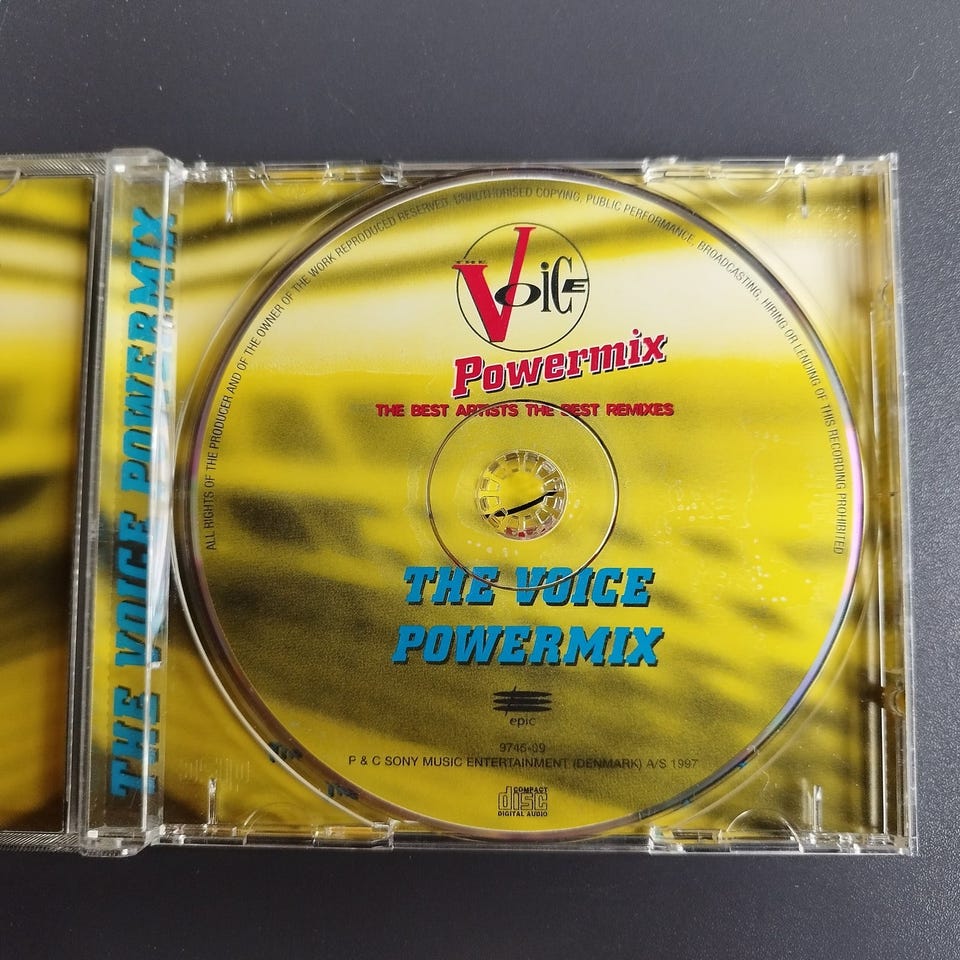 THE VOICE POWERMIX
ALL RIGHTS OF THE PRODUCER AND OF THE OWNER OF THE WORK REPRODUCED RESERVED. UNAUTHORISED COPYING, PUBLIC PERFORMANCE, BROADCASTING, HIRING OR LENDING OF THIS RECORDING PROHIBITED
THE
VOICE
Powermix
THE BEST ARTISTS THE BEST REMIXES
THE VOICE
POWERMIX
epic
9746-09
P & C SONY MUSIC ENTERTAINMENT (DENMARK) A/S 1997
COMPACT
disc
DIGITAL AUDIO